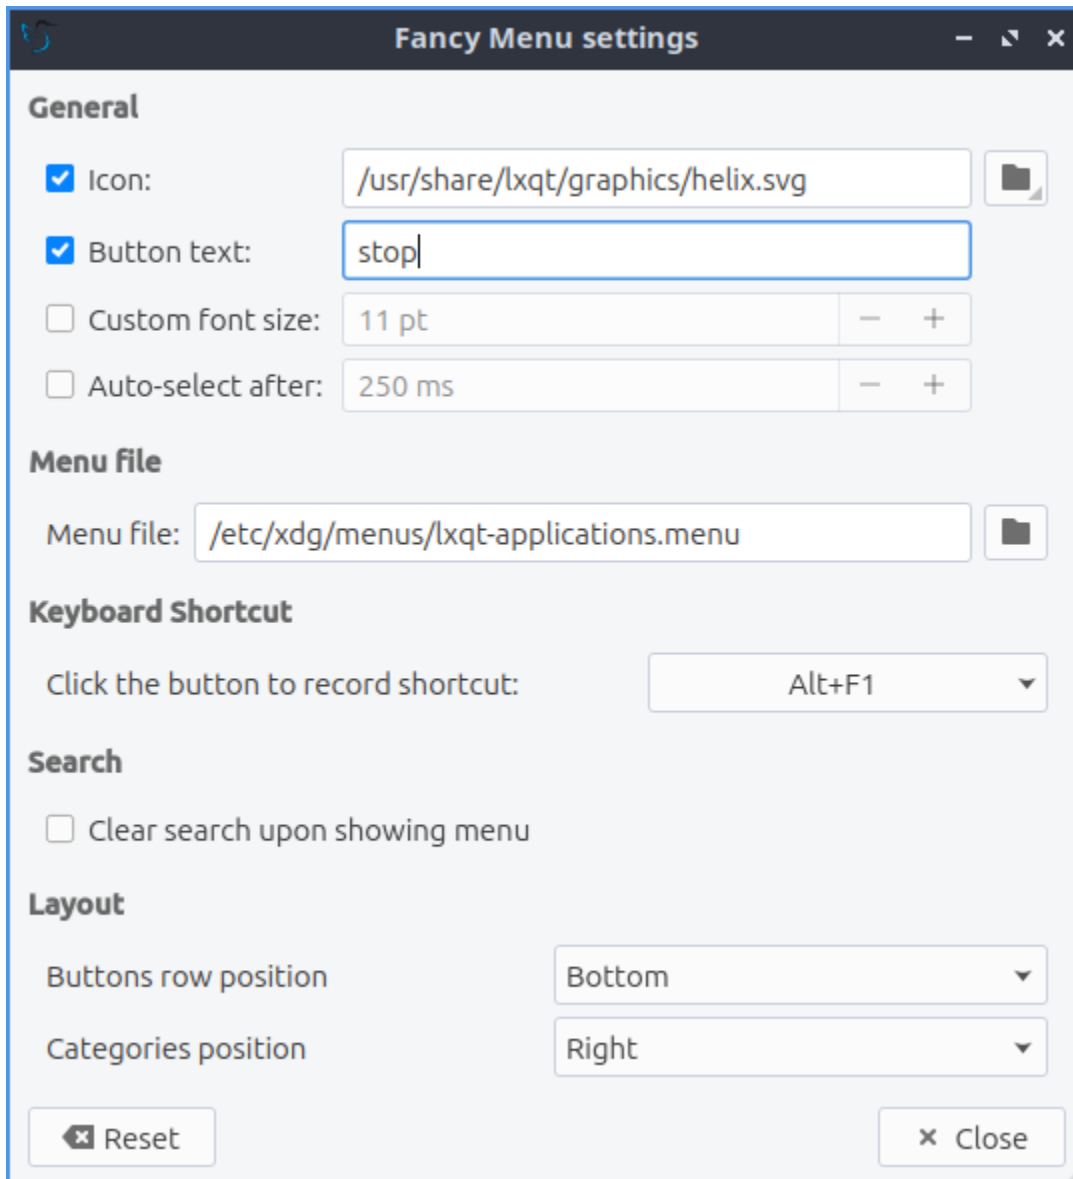 Fancy Menu settings
General
Icon: /usr/share/lxqt/graphics/helix.svg
Button text: stop
Custom font size: 11 pt
Auto-select after: 250 ms
Menu file
Menu file: /etc/xdg/menus/lxqt-applications.menu
Keyboard Shortcut
Click the button to record shortcut: Alt+F1
Search
Clear search upon showing menu
Layout
Buttons row position Bottom
Categories position Right
Reset Close